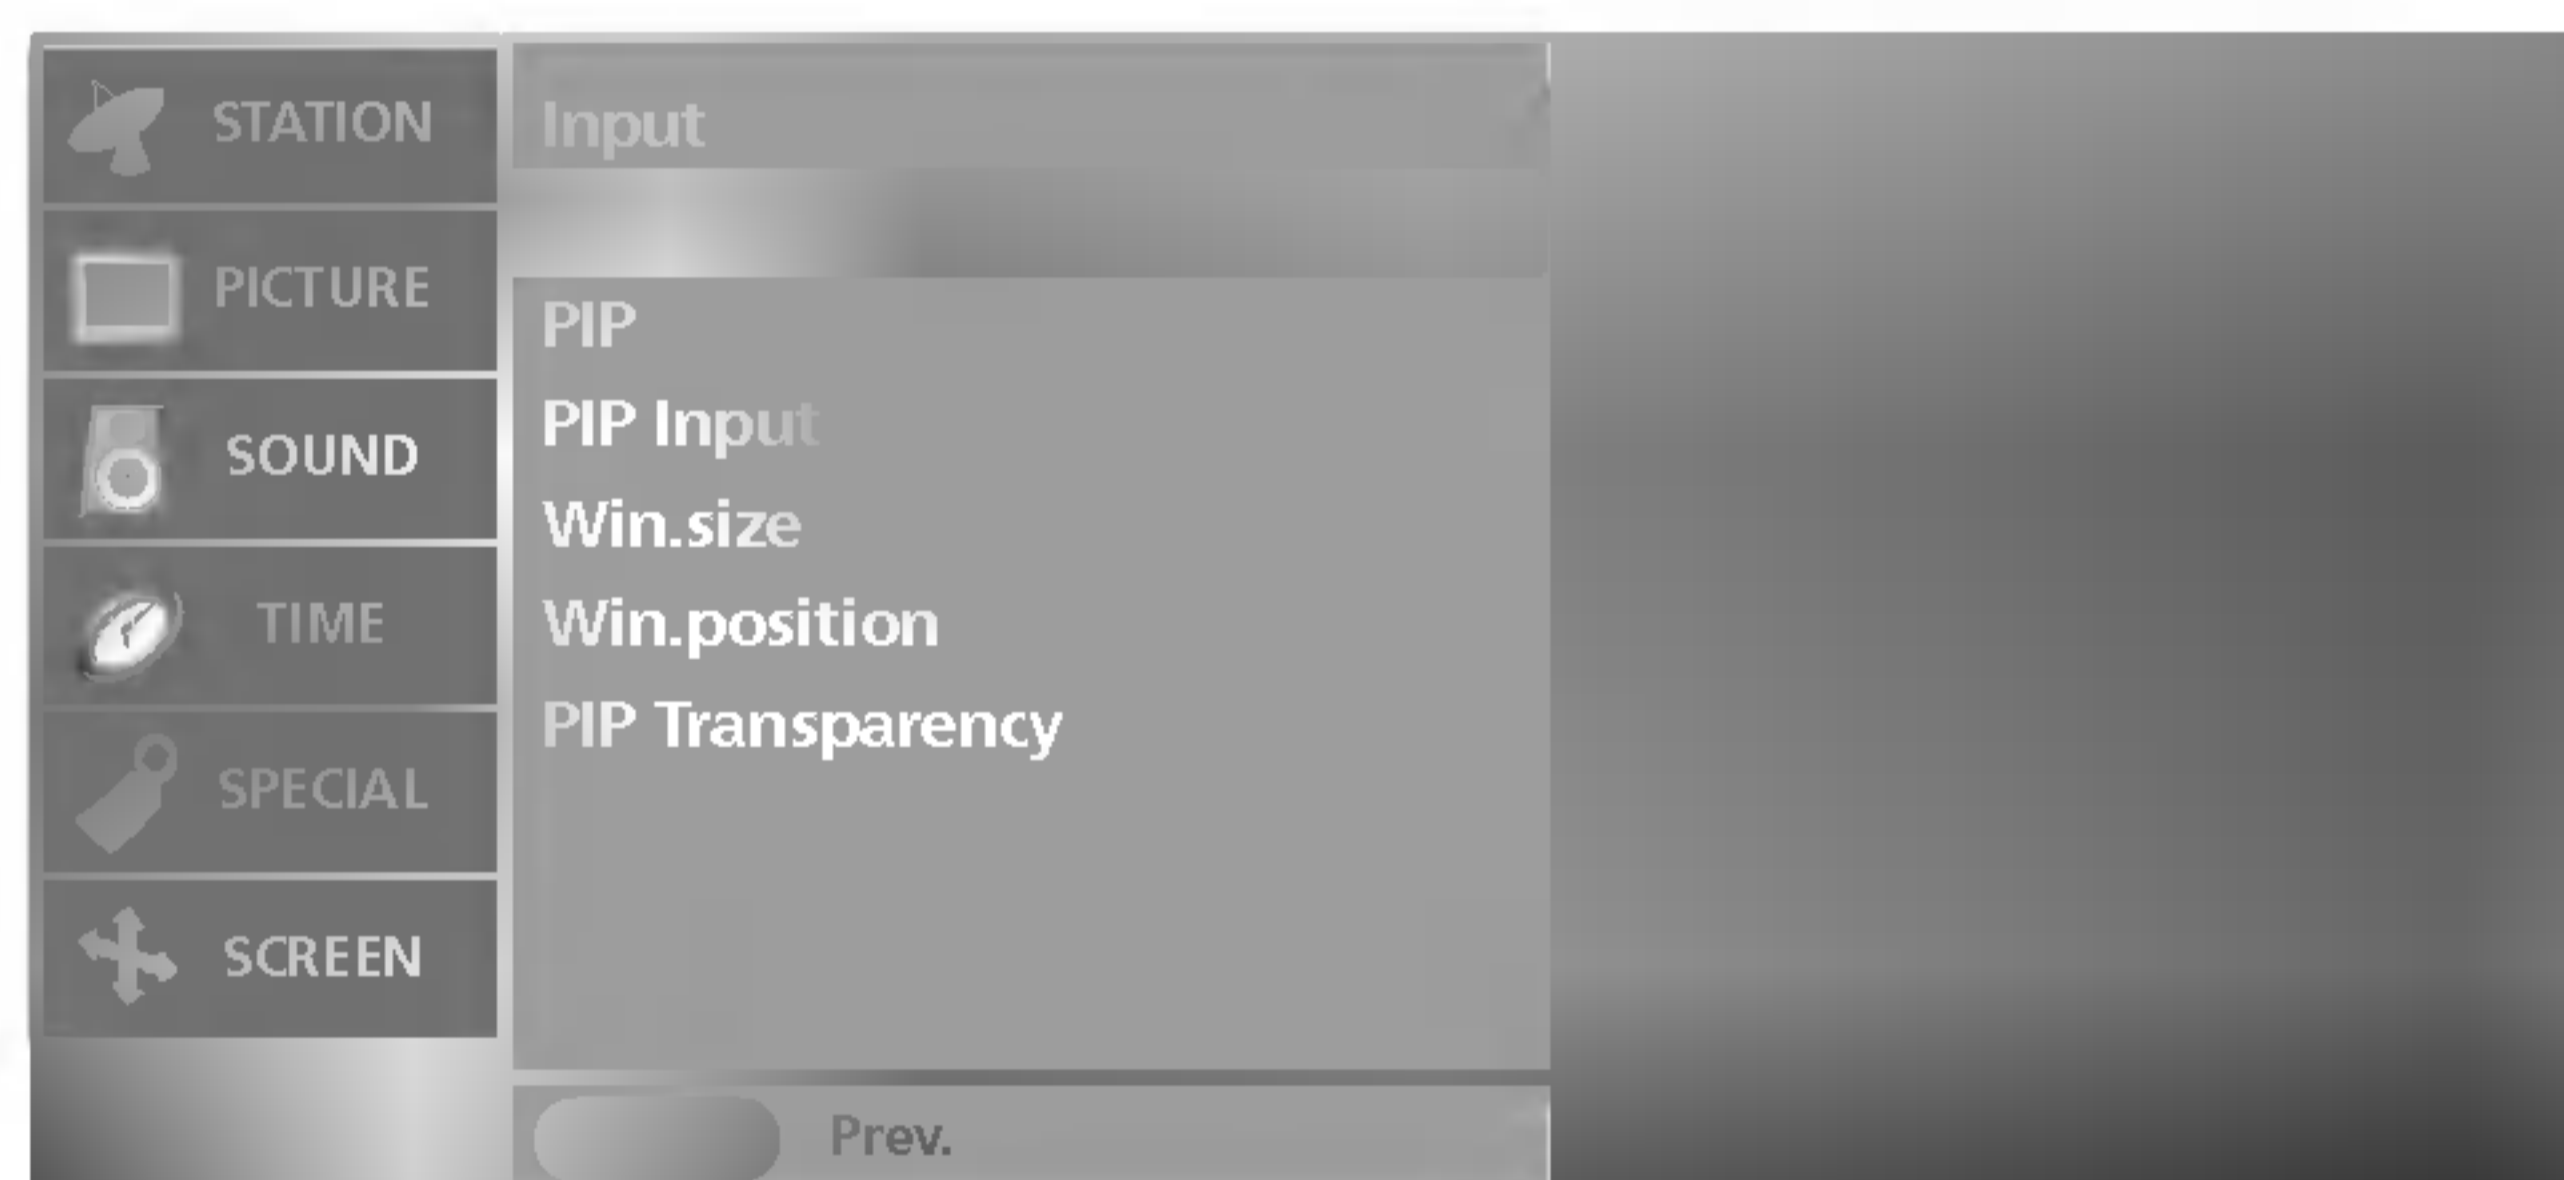 STATION
PICTURE
SOUND
TIME
SPECIAL
SCREEN
Input
PIP
PIP Input
Win.size
Win.position
PIP Transparency
Prev.